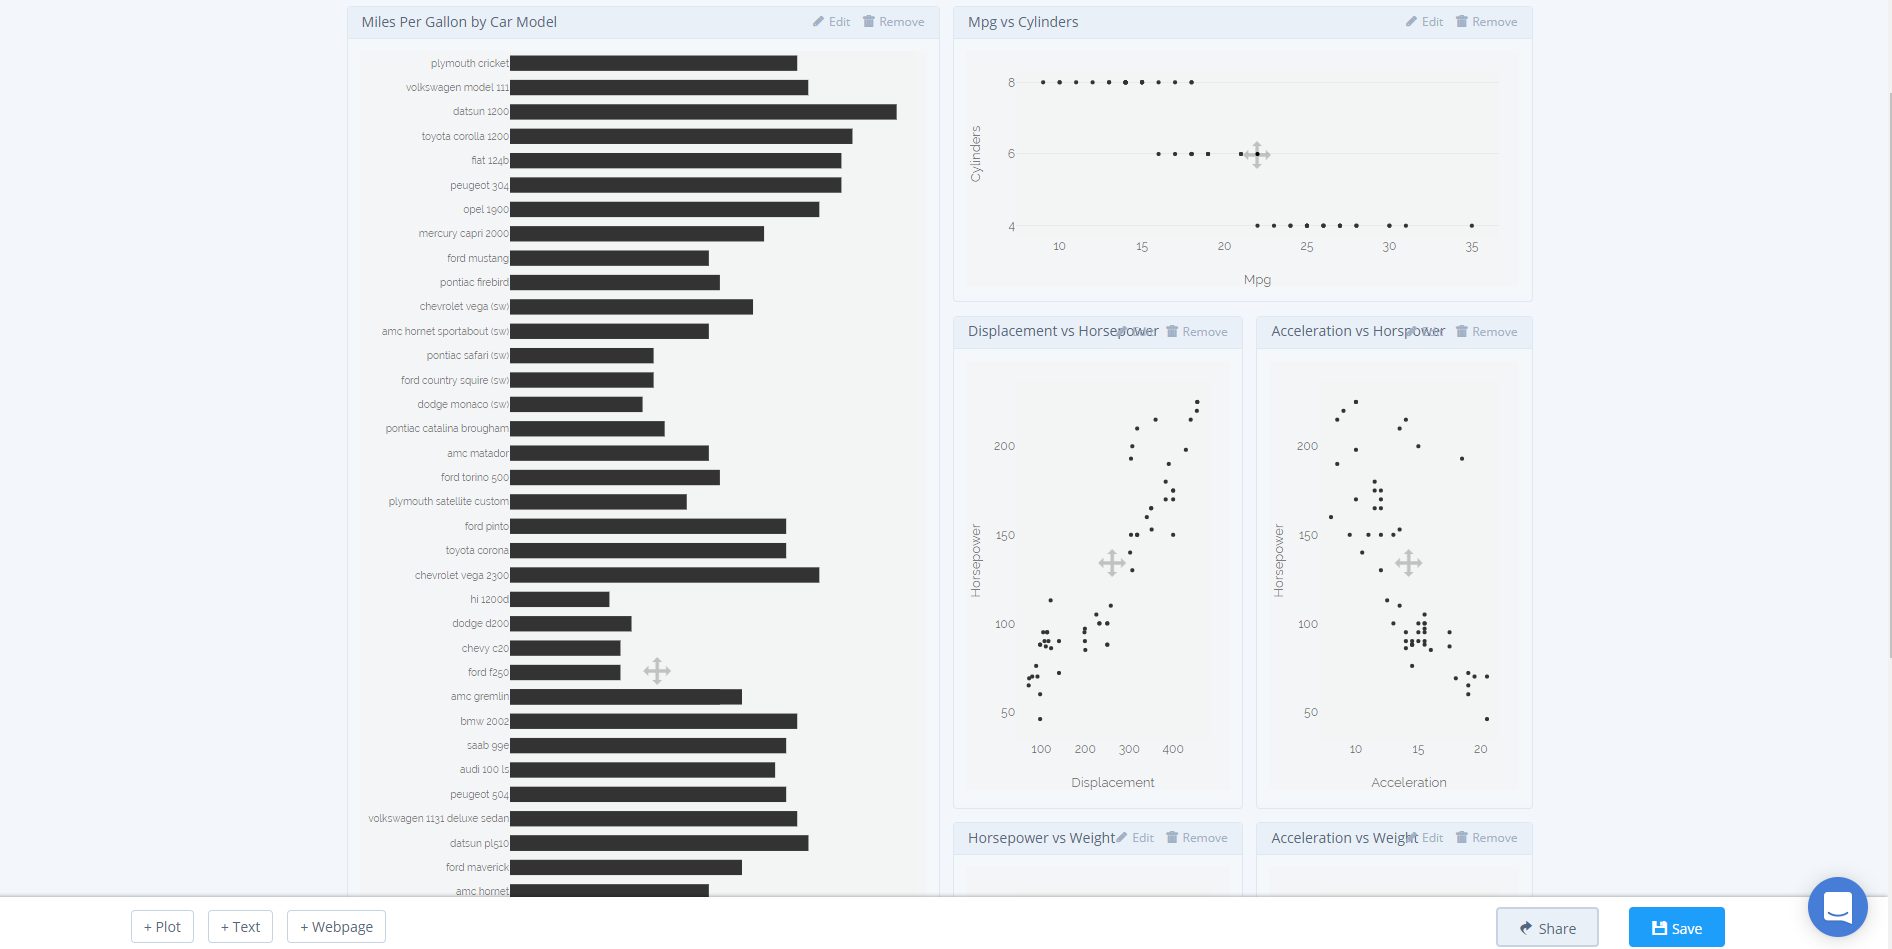 Miles Per Gallon by Car Model Edit Remove
plymouth cricket
volkswagen model 111
datsun 1200
toyota corolla 1200
fiat 124b
peugeot 304
opel 1900
mercury capri 2000
ford mustang
pontiac firebird
chevrolet vega (sw)
amc hornet sportabout (sw)
pontiac safari (sw)
ford country squire (sw)
dodge monaco (sw)
pontiac catalina brougham
amc matador
ford torino 500
plymouth satellite custom
ford pinto
toyota corona
chevrolet vega 2300
hi 1200d
dodge d200
chevy c20
ford f250
amc gremlin
bmw 2002
saab 99e
audi 100 ls
peugeot 504
volkswagen 1131 deluxe sedan
datsun pl510
ford maverick
amc hornet
Mpg vs Cylinders Edit Remove
8
6
4
Cylinders
10 15 20 25 30 35
Mpg
Displacement vs Horsepower Edit Remove
200
150
100
50
Horsepower
100 200 300 400
Displacement
Acceleration vs Horspower Edit Remove
200
150
100
50
Horsepower
10 15 20
Acceleration
Horsepower vs Weight Edit Remove
Acceleration vs Weight Edit Remove
+ Plot + Text + Webpage Share Save